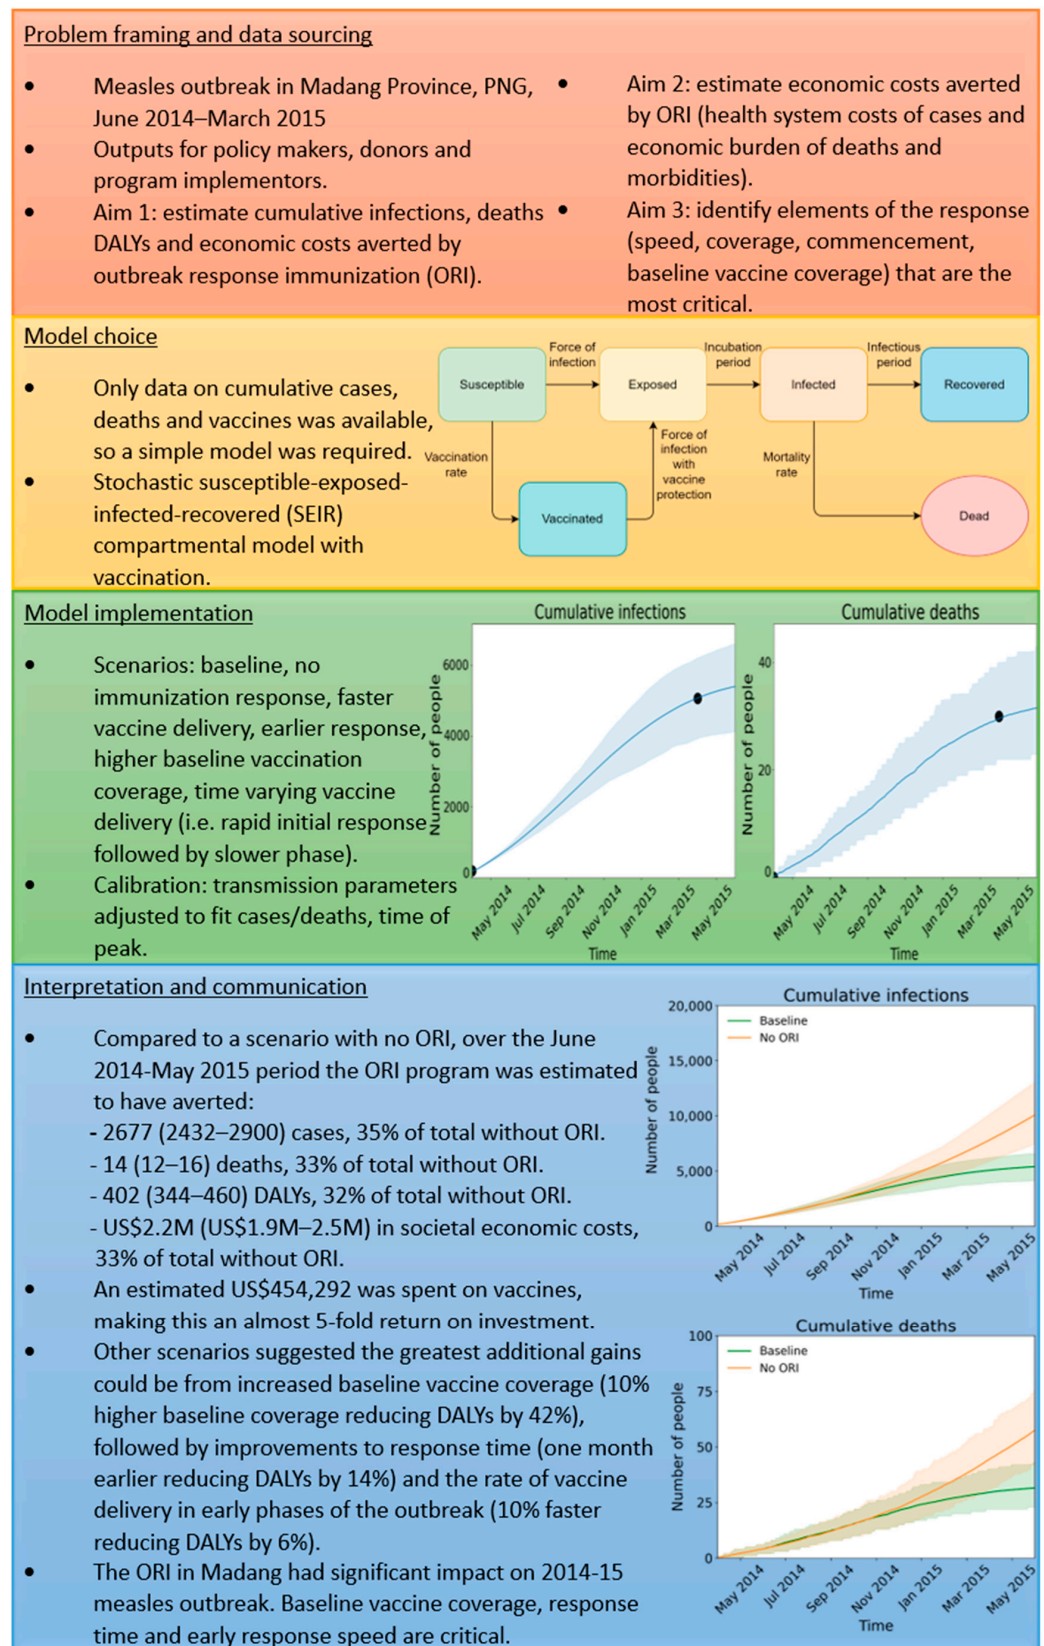 Problem framing and data sourcing
• Measles outbreak in Madang Province, PNG,
June 2014–March 2015
• Outputs for policy makers, donors and
program implementors.
• Aim 1: estimate cumulative infections, deaths
DALYs and economic costs averted by
outbreak response immunization (ORI).
• Aim 2: estimate economic costs averted
by ORI (health system costs of cases and
economic burden of deaths and
morbidities).
• Aim 3: identify elements of the response
(speed, coverage, commencement,
baseline vaccine coverage) that are the
most critical.
Model choice
• Only data on cumulative cases,
deaths and vaccines was available,
so a simple model was required.
• Stochastic susceptible-exposed-
infected-recovered (SEIR)
compartmental model with
vaccination.
Susceptible
Force of
infection
Exposed
Incubation
period
Infected
Infectious
period
Recovered
Vaccination
rate
Vaccinated
Force of
infection
with
vaccine
protection
Mortality
rate
Dead
Model implementation
• Scenarios: baseline, no
immunization response, faster
vaccine delivery, earlier response,
higher baseline vaccination
coverage, time varying vaccine
delivery (i.e. rapid initial response
followed by slower phase).
• Calibration: transmission parameters
adjusted to fit cases/deaths, time of
peak.
Cumulative infections
Number of people
6000
4000
2000
0
May 2014
Jul 2014
Sep 2014
Nov 2014
Jan 2015
Mar 2015
May 2015
Time
Cumulative deaths
Number of people
40
20
0
May 2014
Jul 2014
Sep 2014
Nov 2014
Jan 2015
Mar 2015
May 2015
Time
Interpretation and communication
• Compared to a scenario with no ORI, over the June
2014-May 2015 period the ORI program was estimated
to have averted:
- 2677 (2432–2900) cases, 35% of total without ORI.
- 14 (12–16) deaths, 33% of total without ORI.
- 402 (344–460) DALYs, 32% of total without ORI.
- US$2.2M (US$1.9M–2.5M) in societal economic costs,
33% of total without ORI.
• An estimated US$454,292 was spent on vaccines,
making this an almost 5-fold return on investment.
• Other scenarios suggested the greatest additional gains
could be from increased baseline vaccine coverage (10%
higher baseline coverage reducing DALYs by 42%),
followed by improvements to response time (one month
earlier reducing DALYs by 14%) and the rate of vaccine
delivery in early phases of the outbreak (10% faster
reducing DALYs by 6%).
• The ORI in Madang had significant impact on 2014-15
measles outbreak. Baseline vaccine coverage, response
time and early response speed are critical.
Cumulative infections
Baseline
No ORI
Number of people
20,000
15,000
10,000
5,000
0
May 2014
Jul 2014
Sep 2014
Nov 2014
Jan 2015
Mar 2015
May 2015
Time
Cumulative deaths
Baseline
No ORI
Number of people
100
75
50
25
0
May 2014
Jul 2014
Sep 2014
Nov 2014
Jan 2015
Mar 2015
May 2015
Time